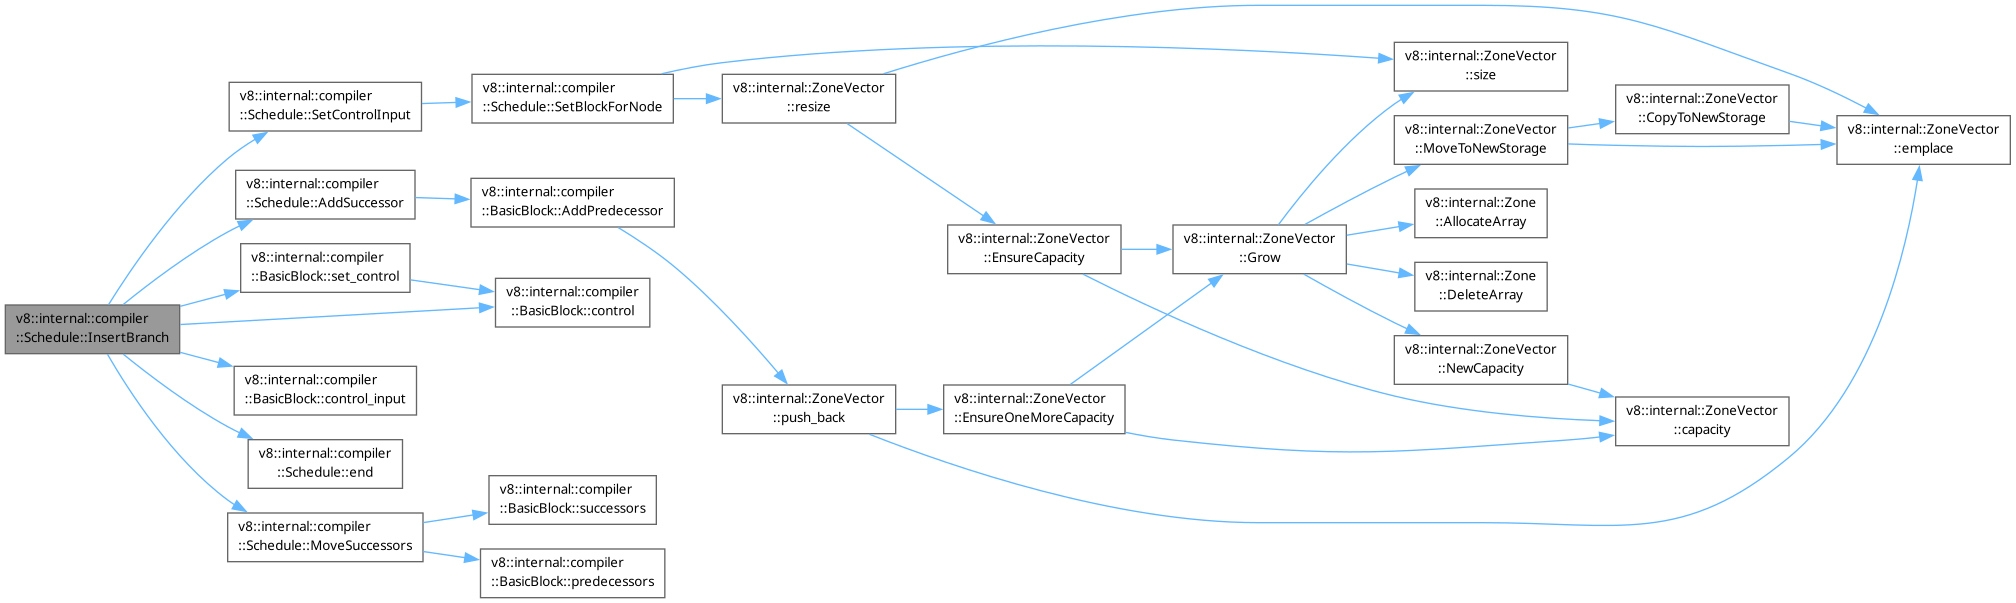 v8::internal::compiler
::Schedule::InsertBranch
v8::internal::compiler
::Schedule::SetControlInput
v8::internal::compiler
::Schedule::AddSuccessor
v8::internal::compiler
::BasicBlock::set_control
v8::internal::compiler
::BasicBlock::control_input
v8::internal::compiler
::Schedule::end
v8::internal::compiler
::Schedule::MoveSuccessors
v8::internal::compiler
::Schedule::SetBlockForNode
v8::internal::compiler
::BasicBlock::AddPredecessor
v8::internal::compiler
::BasicBlock::control
v8::internal::compiler
::BasicBlock::successors
v8::internal::compiler
::BasicBlock::predecessors
v8::internal::ZoneVector
::resize
v8::internal::ZoneVector
::push_back
v8::internal::ZoneVector
::EnsureCapacity
v8::internal::ZoneVector
::EnsureOneMoreCapacity
v8::internal::ZoneVector
::Grow
v8::internal::ZoneVector
::size
v8::internal::ZoneVector
::MoveToNewStorage
v8::internal::Zone
::AllocateArray
v8::internal::Zone
::DeleteArray
v8::internal::ZoneVector
::NewCapacity
v8::internal::ZoneVector
::CopyToNewStorage
v8::internal::ZoneVector
::capacity
v8::internal::ZoneVector
::emplace